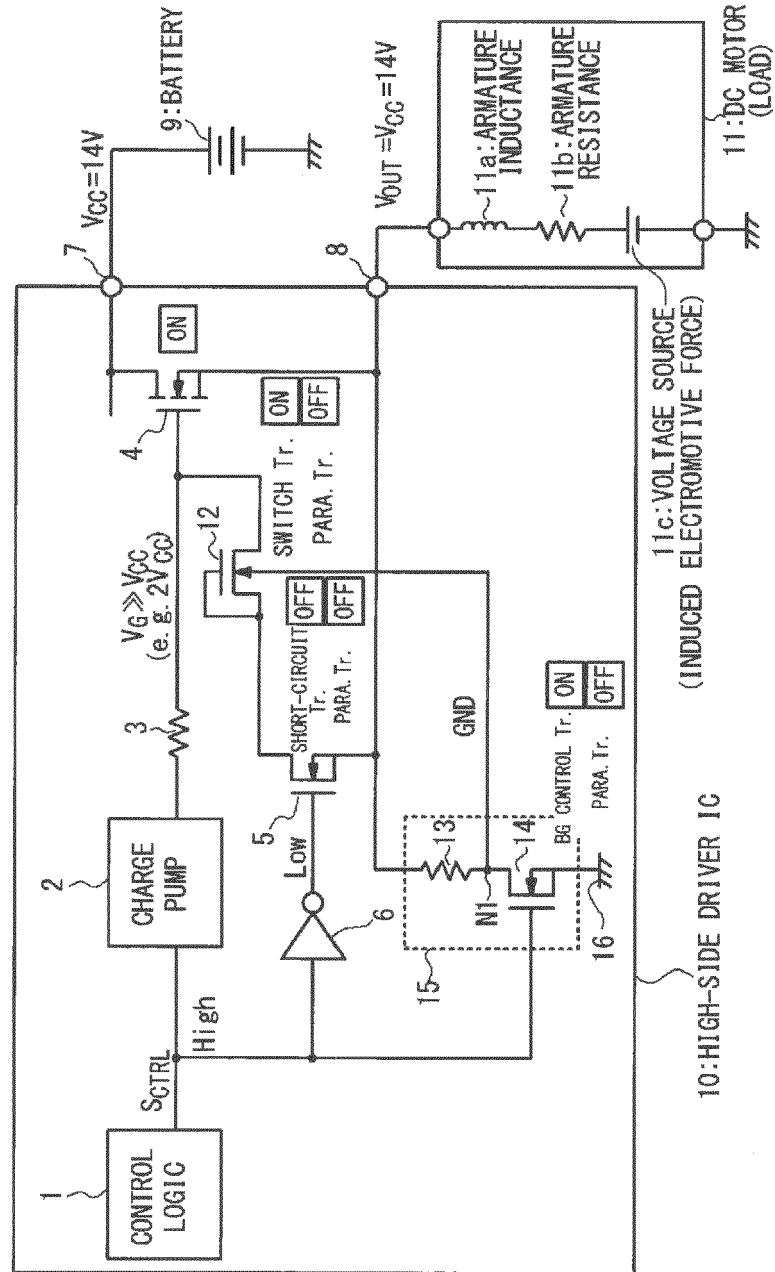 1
CONTROL
LOGIC
SCTRL
High
2
CHARGE
PUMP
3
VG≫VCC
(e.g. 2VCC)
4
ON
7
VCC=14V
9:BATTERY
12
SWITCH Tr.
ON
PARA. Tr.
OFF
5
Low
6
SHORT-CIRCUIT
Tr.
OFF
PARA. Tr.
OFF
8
VOUT=VCC=14V
11a:ARMATURE
INDUCTANCE
11b:ARMATURE
RESISTANCE
11:DC MOTOR
(LOAD)
11c:VOLTAGE SOURCE
(INDUCED ELECTROMOTIVE FORCE)
GND
13
N1
14
15
16
BG CONTROL Tr.
ON
PARA. Tr.
OFF
10:HIGH-SIDE DRIVER IC